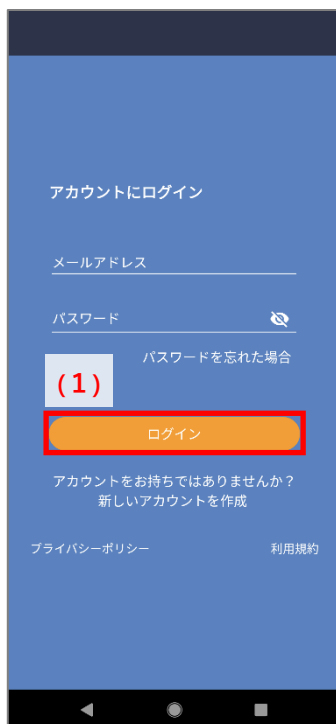 アカウントにログイン
メールアドレス
パスワード
パスワードを忘れた場合
(1)
ログイン
アカウントをお持ちではありませんか？
新しいアカウントを作成
プライバシーポリシー
利用規約